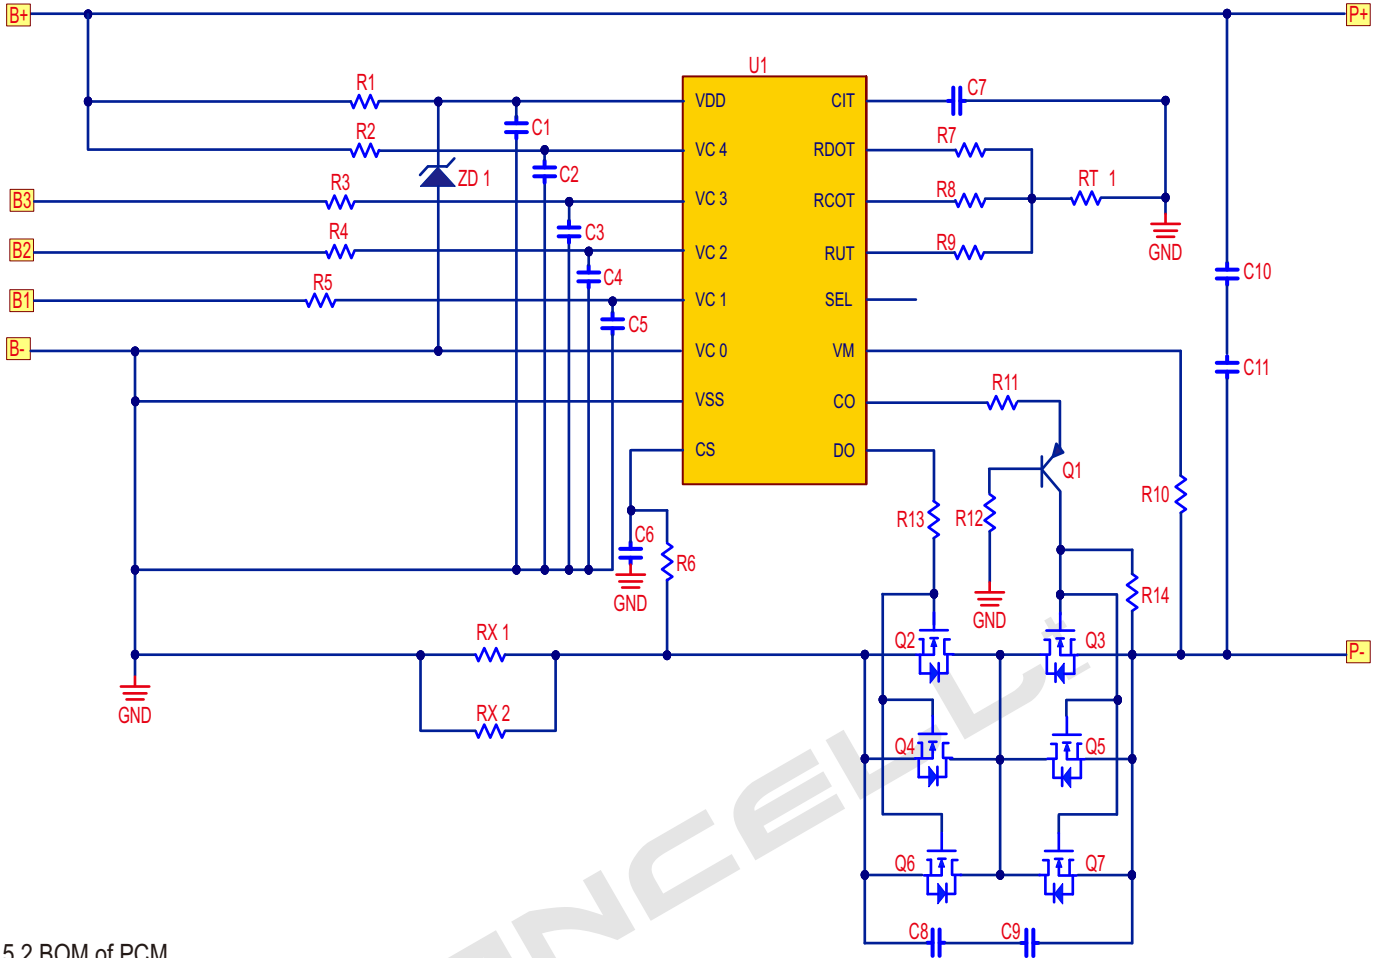 B+
P+
U1
R1
VDD
CIT
C7
C1
R2
VC 4
RDOT
R7
C2
ZD 1
R3
B3
VC 3
RCOT
R8
RT 1
C3
R4
B2
VC 2
RUT
R9
GND
C4
C10
R5
B1
VC 1
SEL
C5
B-
VC 0
VM
C11
R11
VSS
CO
CS
DO
Q1
R10
R13
R12
C6
R6
GND
R14
GND
RX 1
Q2
Q3
P-
GND
RX 2
Q4
Q5
Q6
Q7
C8
C9
NCELL
5.2 BOM of PCM